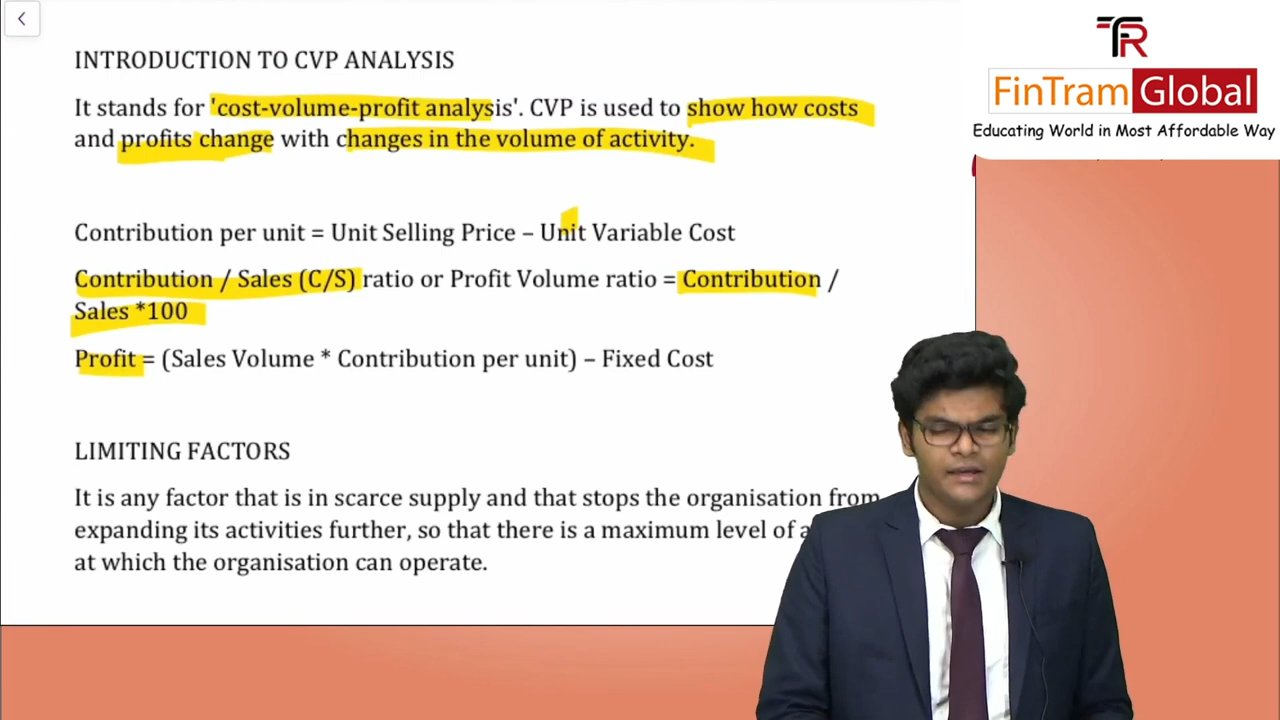 INTRODUCTION TO CVP ANALYSIS
It stands for 'cost-volume-profit analysis'. CVP is used to show how costs
and profits change with changes in the volume of activity.
Contribution per unit = Unit Selling Price – Unit Variable Cost
Contribution / Sales (C/S) ratio or Profit Volume ratio = Contribution /
Sales *100
Profit = (Sales Volume * Contribution per unit) – Fixed Cost
LIMITING FACTORS
It is any factor that is in scarce supply and that stops the organisation from
expanding its activities further, so that there is a maximum level of
at which the organisation can operate.
FinTram Global
Educating World in Most Affordable Way